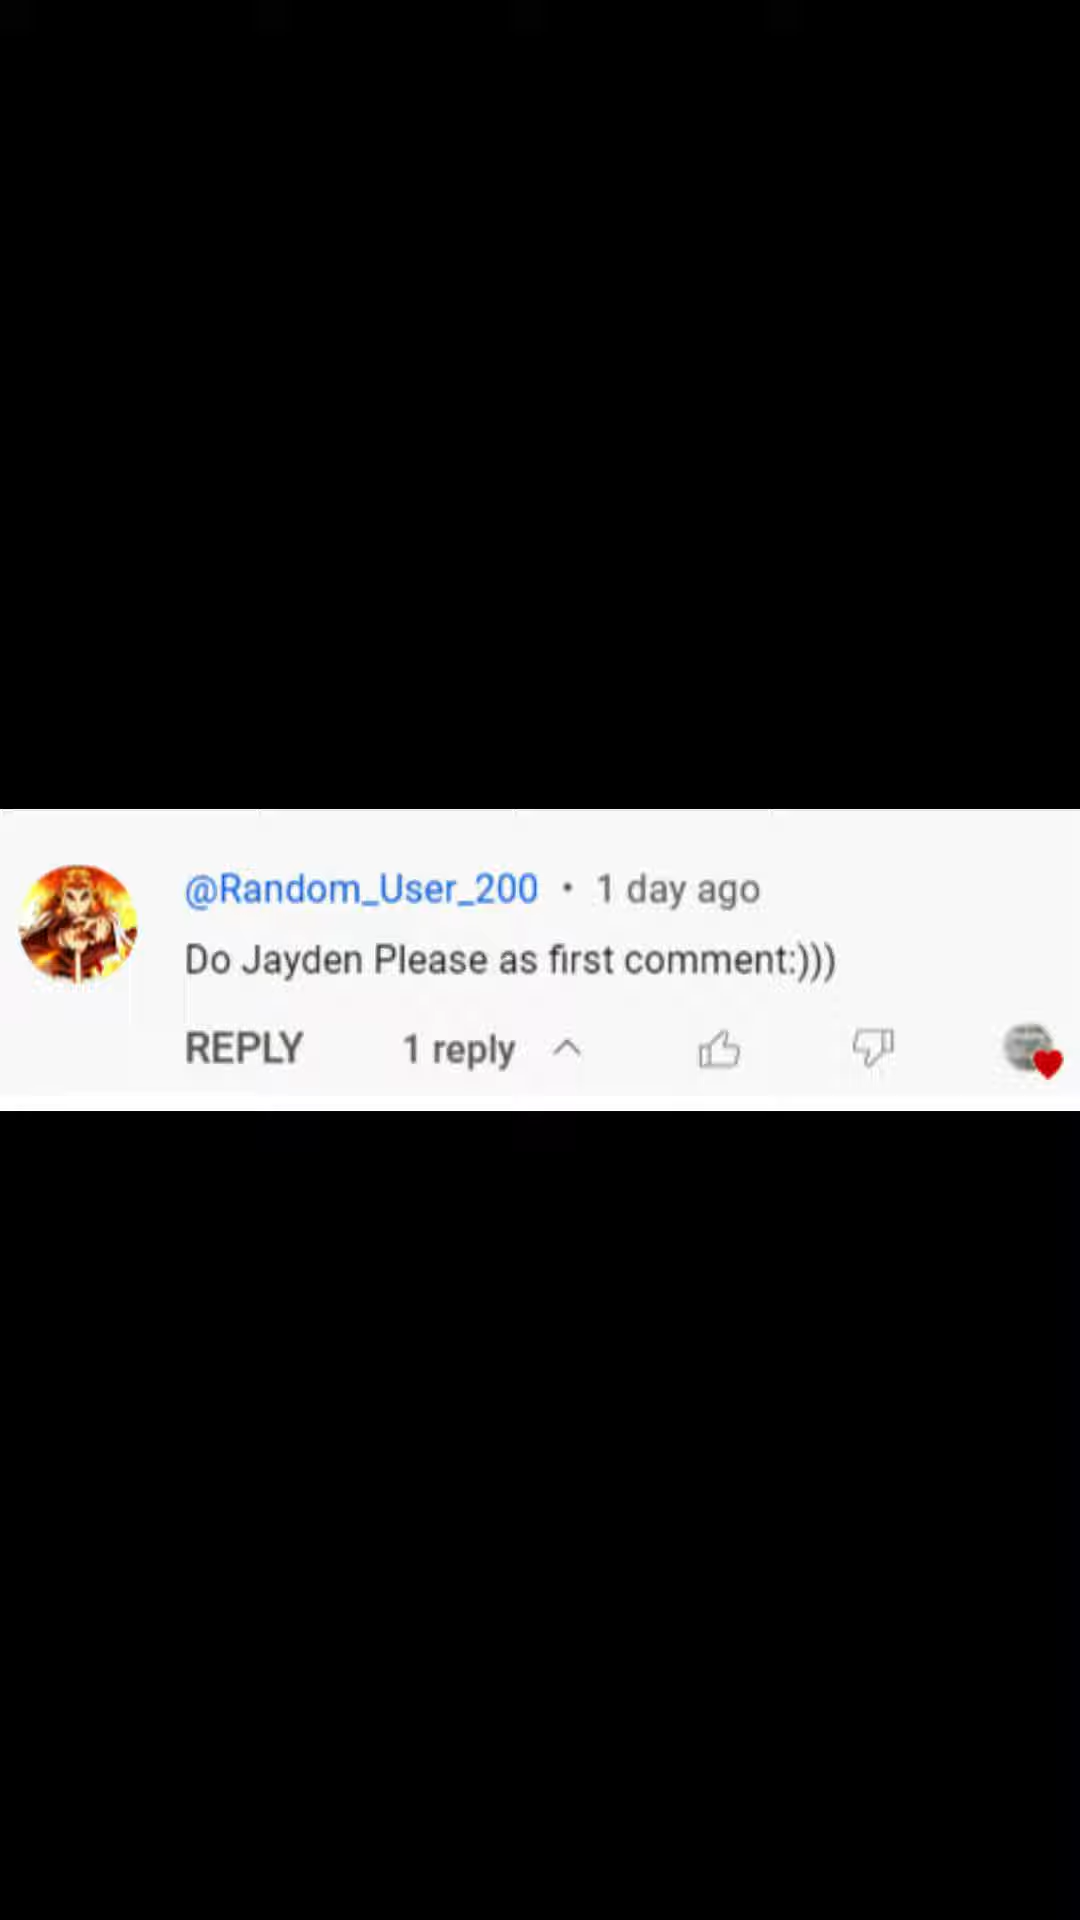 @Random_User_200 • 1 day ago
Do Jayden Please as first comment:)))
REPLY 1 reply